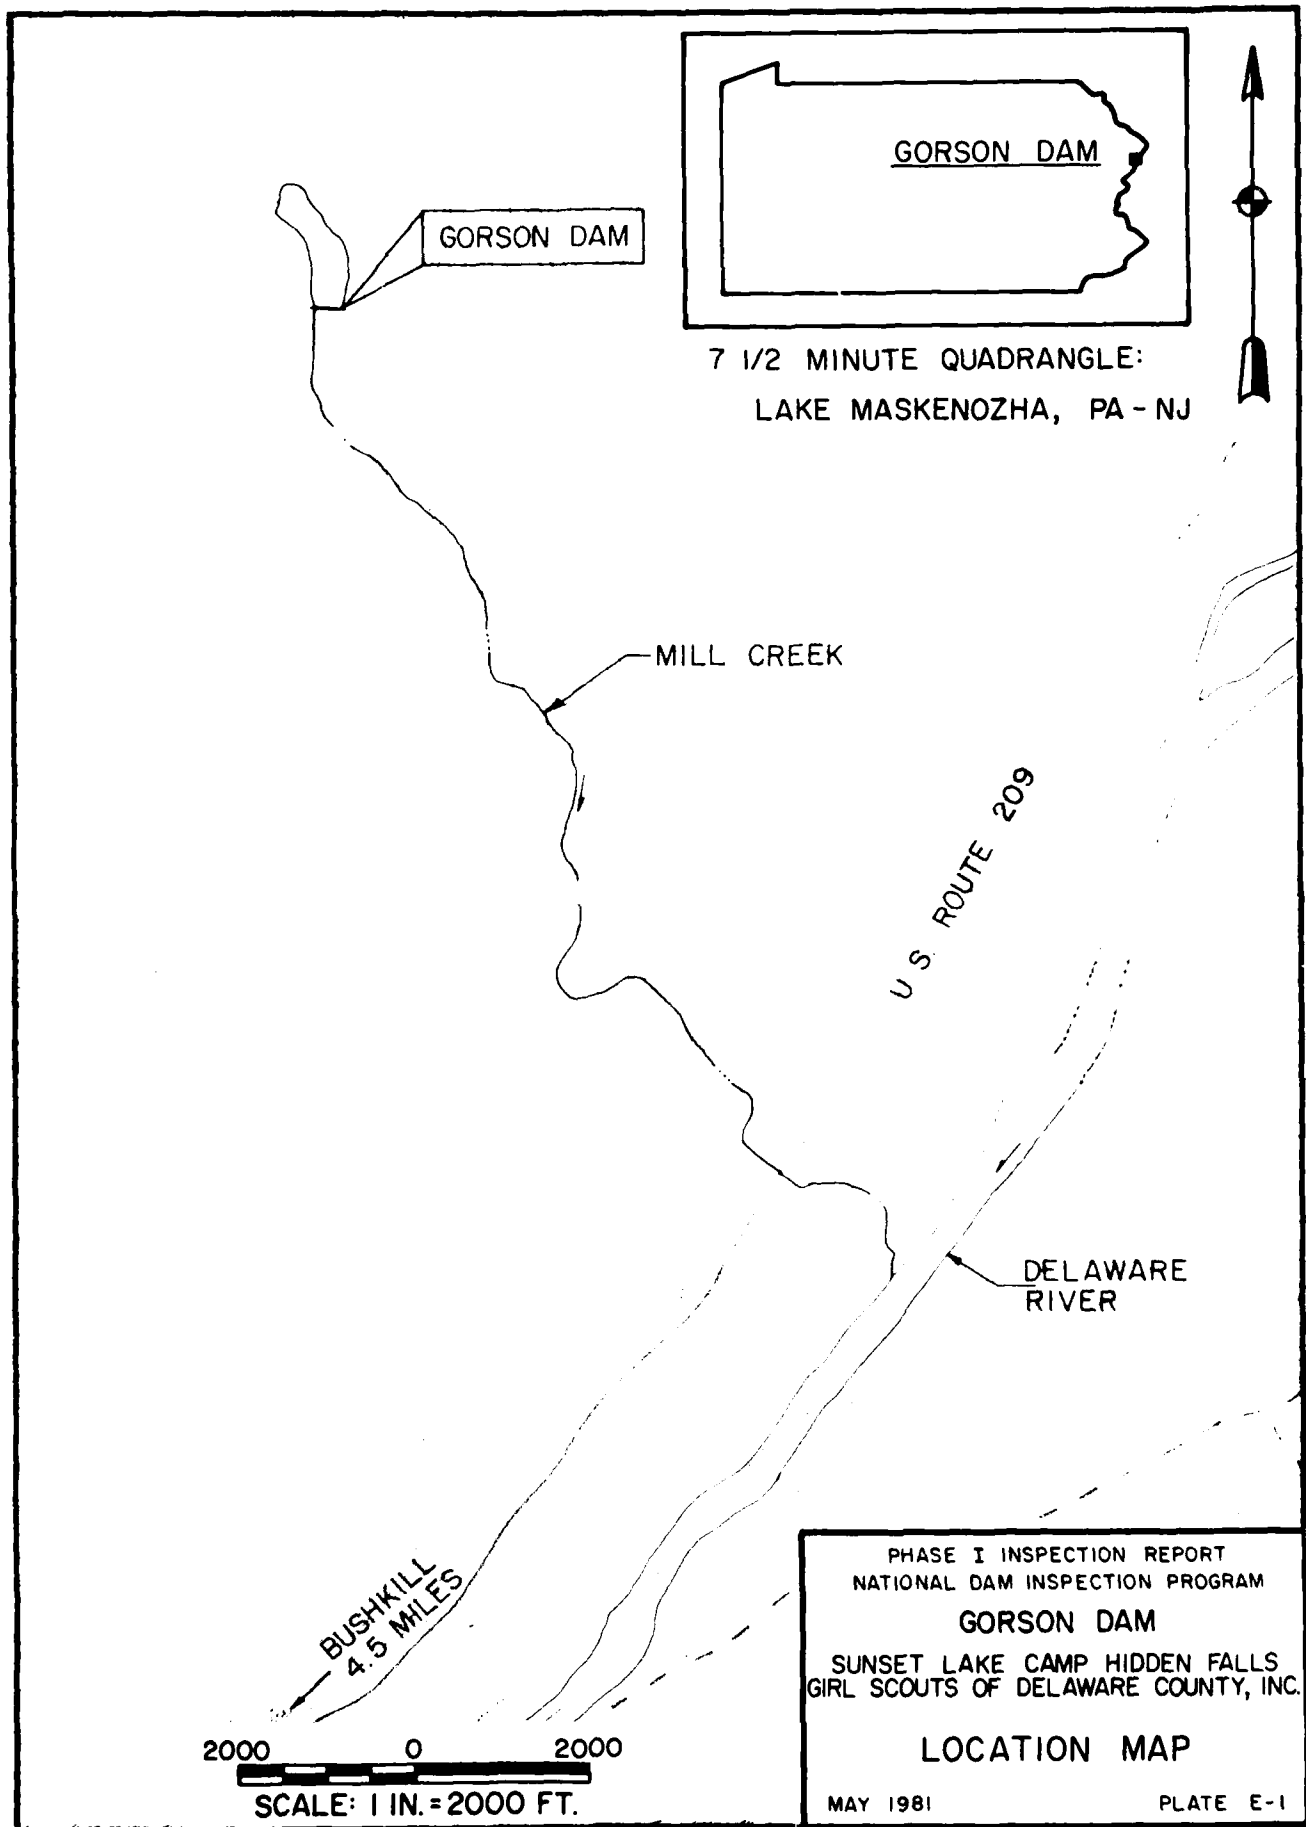 GORSON DAM
GORSON DAM
7 1/2 MINUTE QUADRANGLE:
LAKE MASKENOZHA, PA - NJ
MILL CREEK
U.S. ROUTE 209
DELAWARE
RIVER
BUSHKILL
4.5 MILES
2000 0 2000
SCALE: 1 IN. = 2000 FT.
PHASE I INSPECTION REPORT
NATIONAL DAM INSPECTION PROGRAM
GORSON DAM
SUNSET LAKE CAMP HIDDEN FALLS
GIRL SCOUTS OF DELAWARE COUNTY, INC.
LOCATION MAP
MAY 1981 PLATE E-1